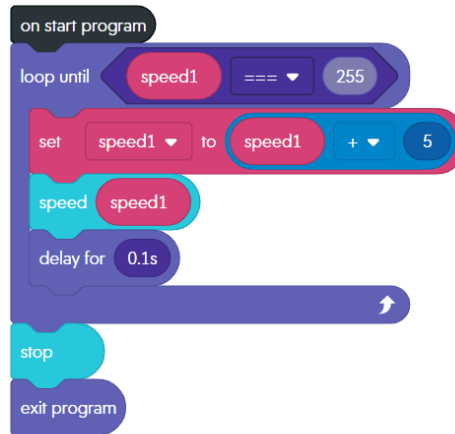 on start program
loop until speed1 === 255
set speed1 to speed1 + 5
speed speed1
delay for 0.1s
stop
exit program